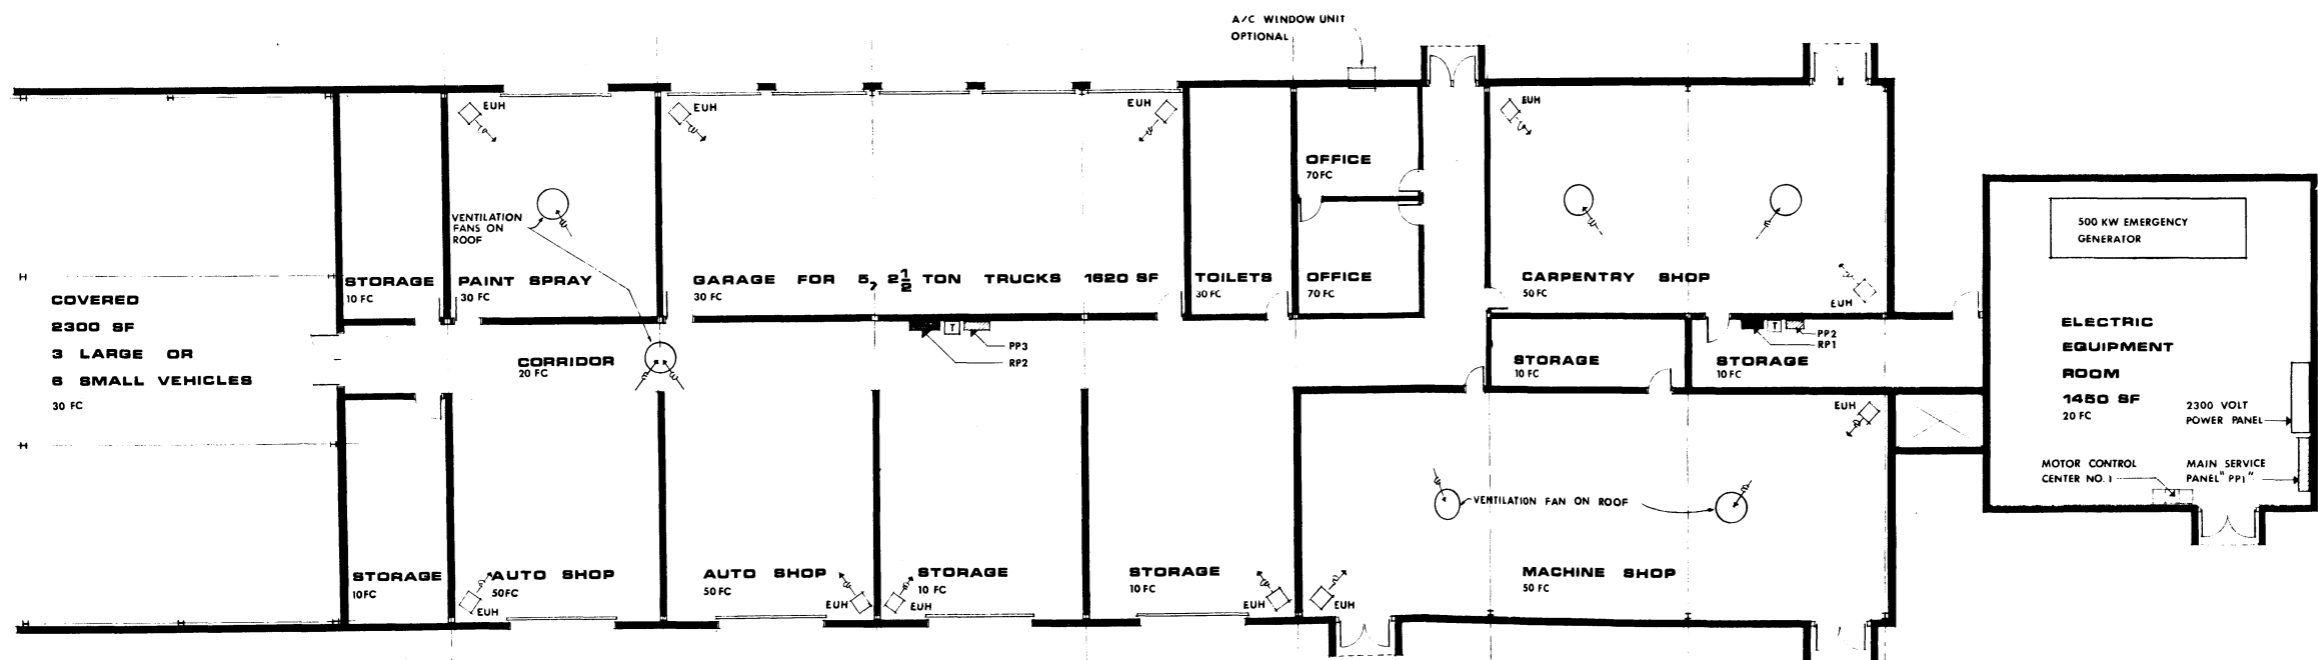 A/C WINDOW UNIT
OPTIONAL
EUH
EUH
EUH
EUH
OFFICE
70 FC
VENTILATION
FANS ON
ROOF
500 KW EMERGENCY
GENERATOR
STORAGE
10 FC
PAINT SPRAY
30 FC
GARAGE FOR 5, 2 1/2 TON TRUCKS 1620 SF
30 FC
TOILETS
30 FC
OFFICE
70 FC
CARPENTRY SHOP
50 FC
EUH
COVERED
2300 SF
3 LARGE OR
6 SMALL VEHICLES
30 FC
CORRIDOR
20 FC
T
PP3
RP2
STORAGE
10 FC
T
PP2
RP1
STORAGE
10 FC
ELECTRIC
EQUIPMENT
ROOM
1450 SF
20 FC
2300 VOLT
POWER PANEL
EUH
MOTOR CONTROL
CENTER NO. 1
MAIN SERVICE
PANEL "PP1"
VENTILATION FAN ON ROOF
STORAGE
10 FC
AUTO SHOP
50 FC
EUH
AUTO SHOP
50 FC
EUH
STORAGE
10 FC
EUH
STORAGE
10 FC
EUH
EUH
MACHINE SHOP
50 FC